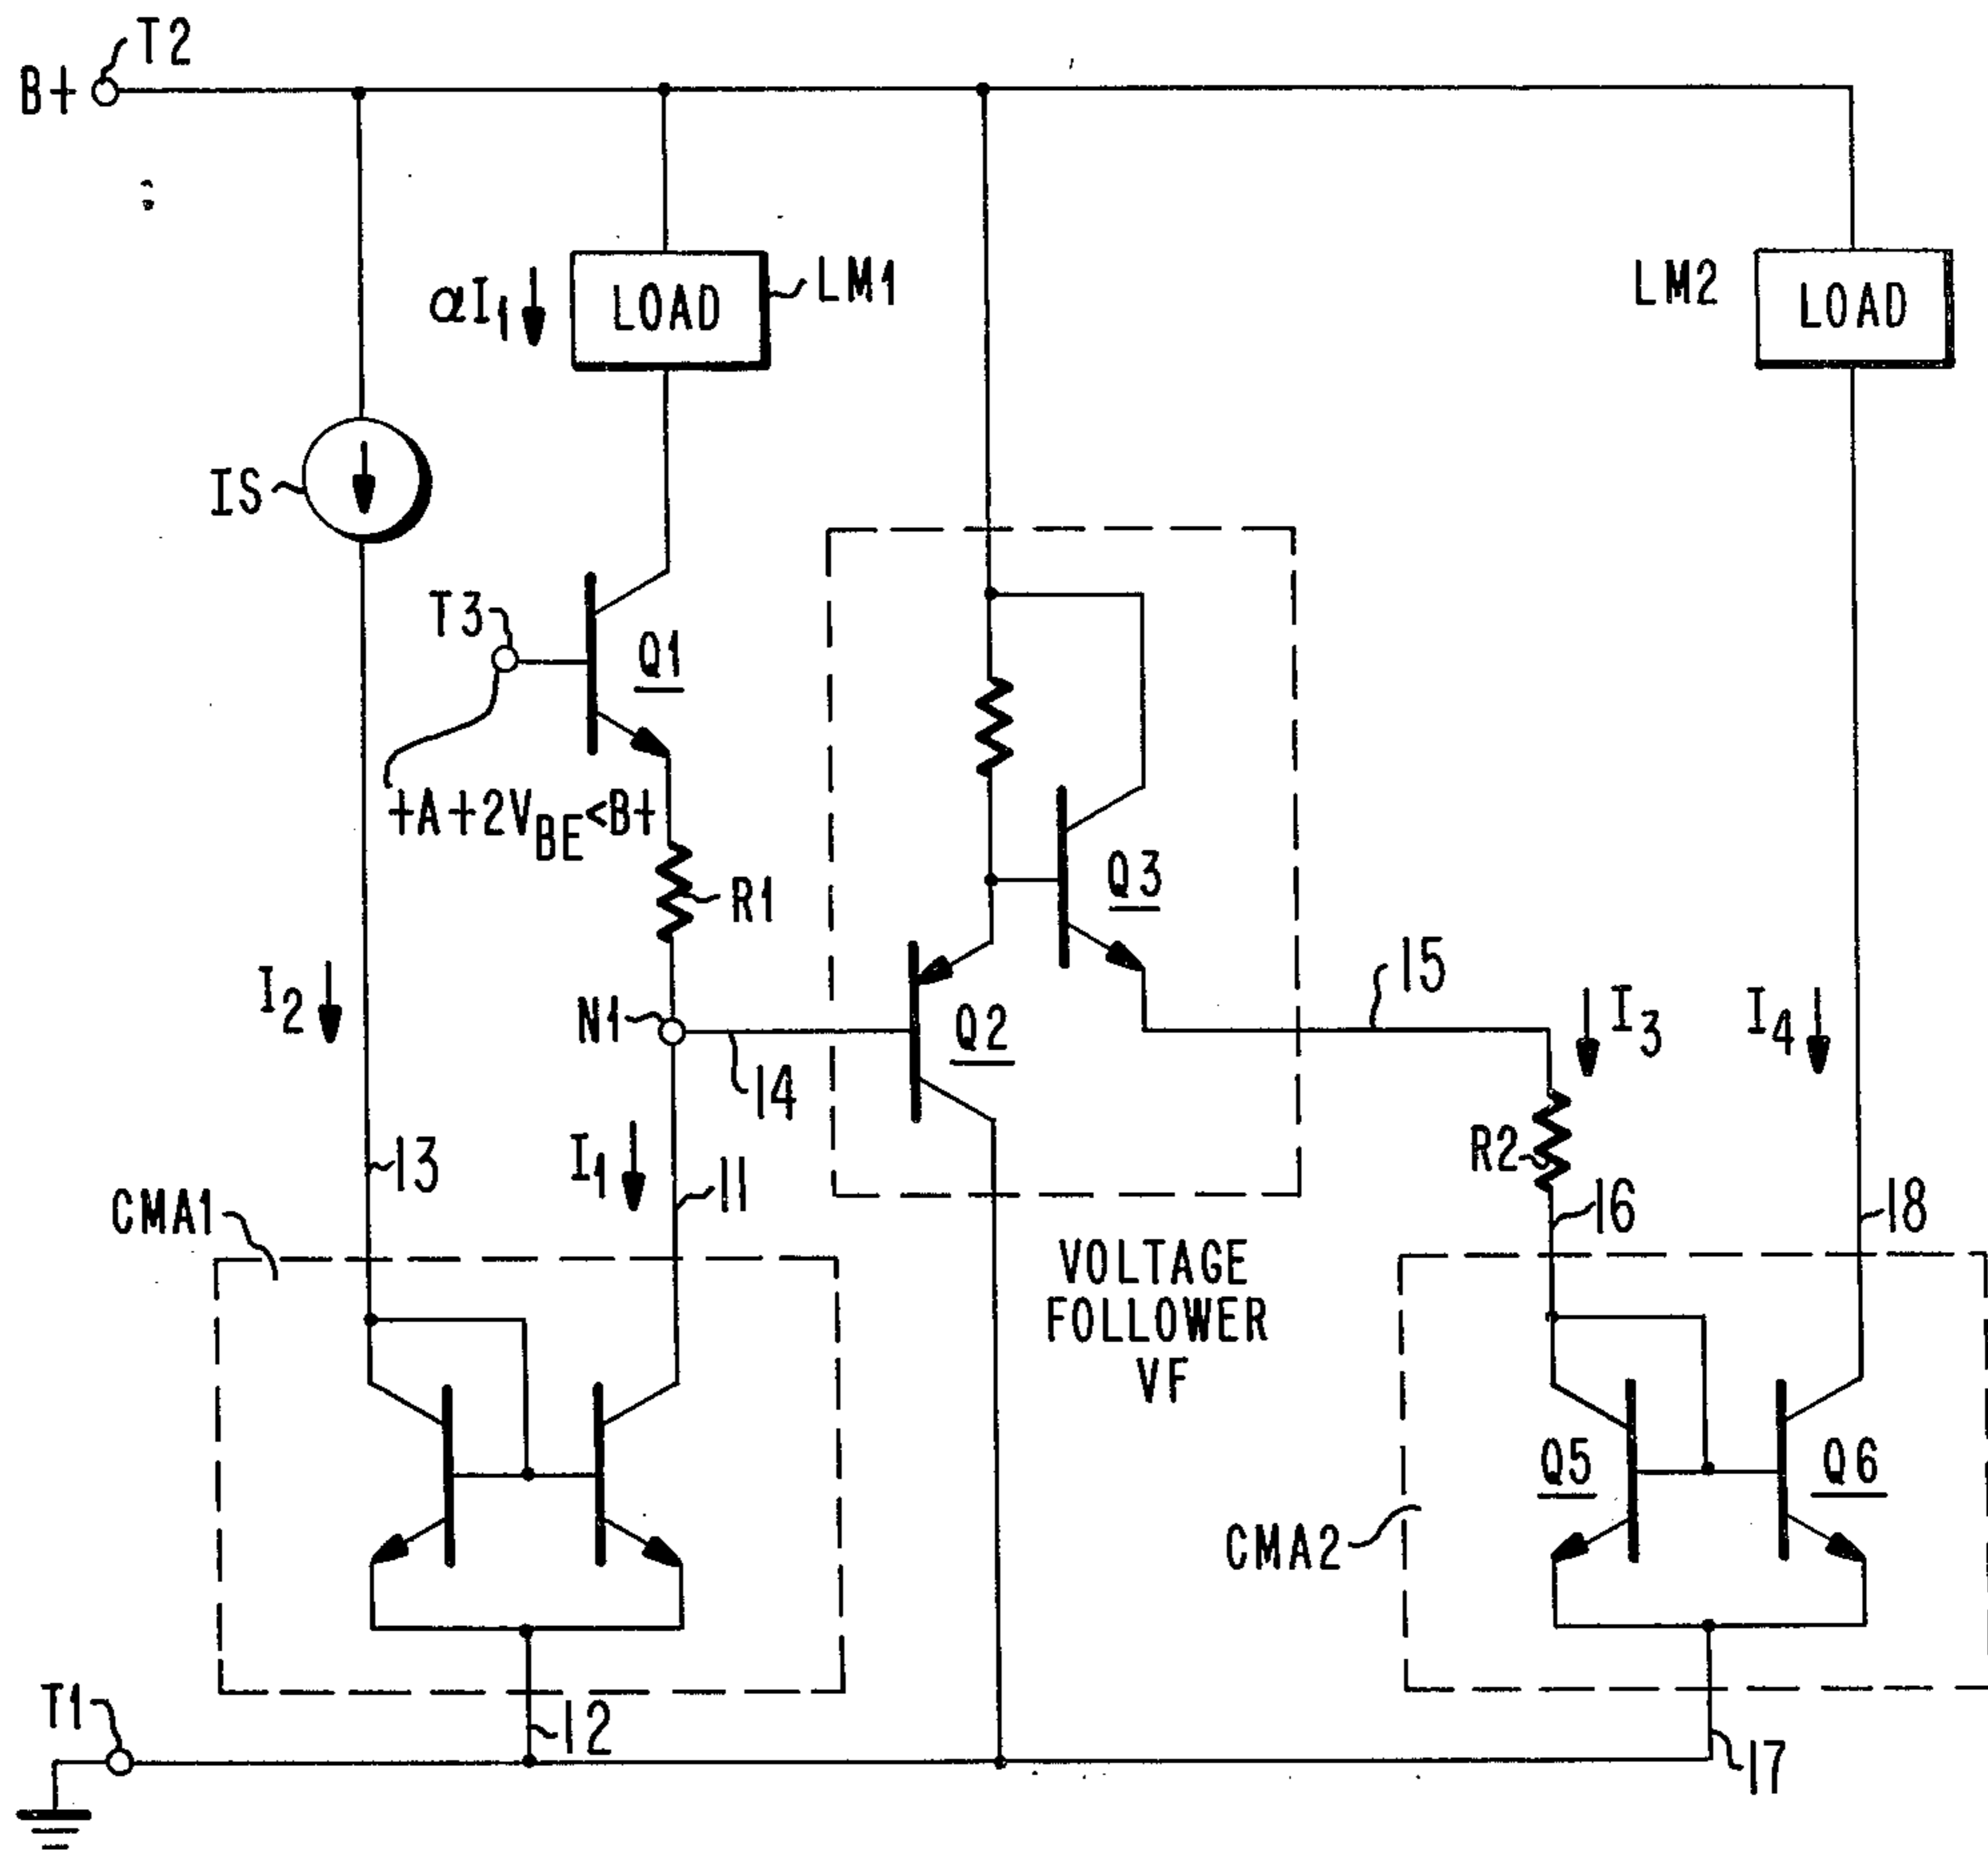 T2
B+
αI1
LOAD
LM1
LM2
LOAD
IS
T3
Q1
+A+2VBE<B+
R1
Q3
15
I2
N1
Q2
I3
I4
14
R2
13
I1
11
16
18
CMA1
VOLTAGE
FOLLOWER
VF
Q5
Q6
CMA2
T1
12
17